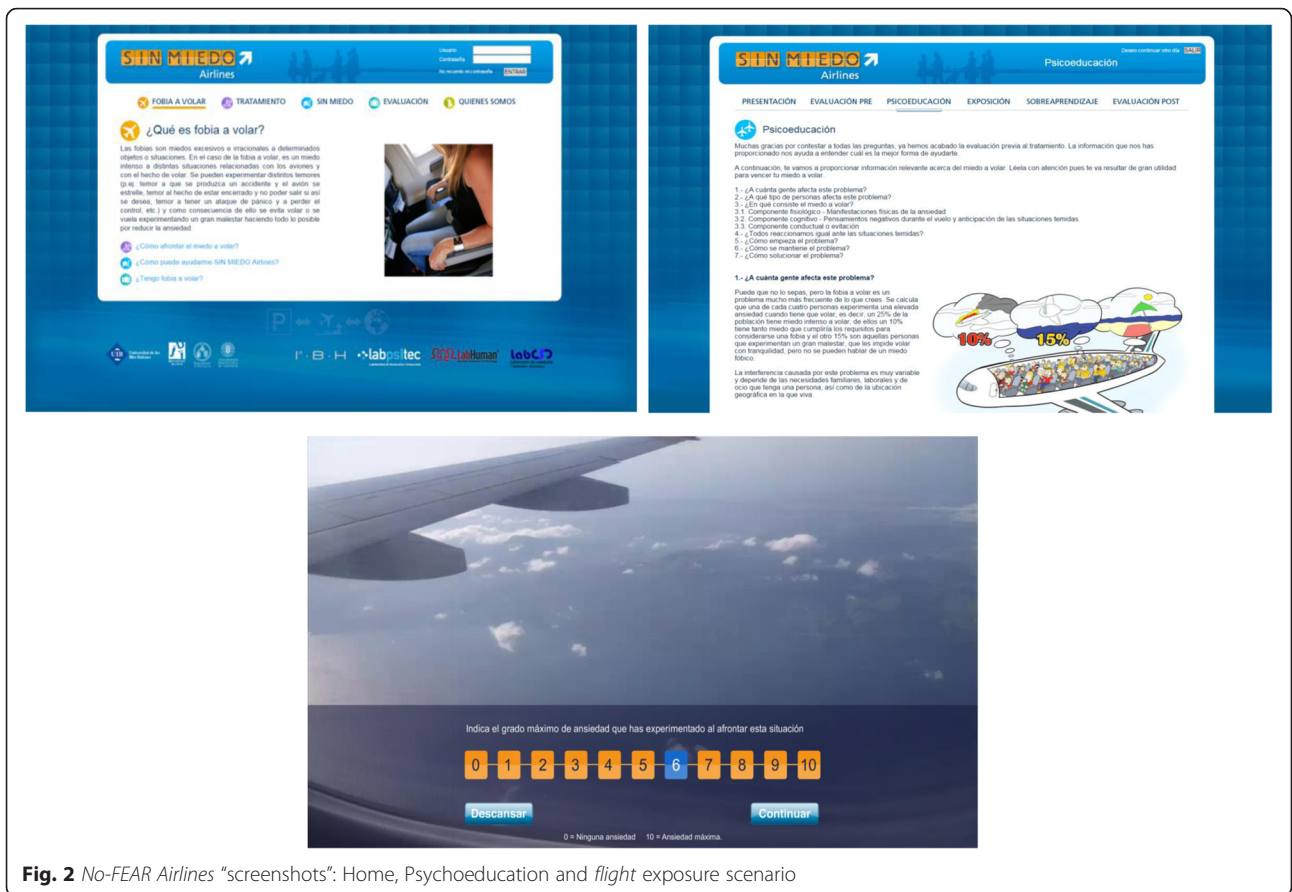 SIN MIEDO
Airlines
Usuario
Contraseña
No recuerdo mi contraseña ENTRAR
FOBIA A VOLAR TRATAMIENTO SIN MIEDO EVALUACIÓN QUIENES SOMOS
¿Qué es fobia a volar?
Las fobias son miedos excesivos e irracionales a determinados
objetos o situaciones. En el caso de la fobia a volar, es un miedo
intenso a distintas situaciones relacionadas con los aviones y
con el hecho de volar. Se pueden experimentar distintos temores
(p.ej. temor a que se produzca un accidente y el avión se
estrelle, temor al hecho de estar encerrado y no poder salir si así
se desea, temor a tener un ataque de pánico y a perder el
control, etc.) y como consecuencia de ello se evita volar o se
vuela experimentando un gran malestar haciendo todo lo posible
por reducir la ansiedad.
¿Cómo afrontar el miedo a volar?
¿Cómo puede ayudarme SIN MIEDO Airlines?
¿Tengo fobia a volar?
UIB
I·B·H labpsitec LabHuman
SIN MIEDO
Airlines
Deseo continuar otro día SALIR
Psicoeducación
PRESENTACIÓN EVALUACIÓN PRE PSICOEDUCACIÓN EXPOSICIÓN SOBREAPRENDIZAJE EVALUACIÓN POST
Psicoeducación
Muchas gracias por contestar a todas las preguntas, ya hemos acabado la evaluación previa al tratamiento. La información que nos has
proporcionado nos ayuda a entender cuál es la mejor forma de ayudarte.
A continuación, te vamos a proporcionar información relevante acerca del miedo a volar. Léela con atención pues te va resultar de gran utilidad
para vencer tu miedo a volar.
1.- ¿A cuánta gente afecta este problema?
2.- ¿A qué tipo de personas afecta este problema?
3.- ¿En qué consiste el miedo a volar?
3.1. Componente fisiológico - Manifestaciones físicas de la ansiedad
3.2. Componente cognitivo - Pensamientos negativos durante el vuelo y anticipación de las situaciones temidas
3.3. Componente conductual o evitación
4.- ¿Todos reaccionamos igual ante las situaciones temidas?
5.- ¿Cómo empieza el problema?
6.- ¿Cómo se mantiene el problema?
7.- ¿Cómo solucionar el problema?
1.- ¿A cuánta gente afecta este problema?
Puede que no lo sepas, pero la fobia a volar es un
problema mucho más frecuente de lo que crees. Se calcula
que una de cada cuatro personas experimenta una elevada
ansiedad cuando tiene que volar, es decir, un 25% de la
población tiene miedo intenso a volar, de ellos un 10%
tiene tanto miedo que cumpliría los requisitos para
considerarse una fobia y el otro 15% son aquellas personas
que experimentan un gran malestar, que les impide volar
con tranquilidad, pero no se pueden hablar de un miedo
fóbico.
La interferencia causada por este problema es muy variable
y depende de las necesidades familiares, laborales y de
ocio que tenga una persona, así como de la ubicación
geográfica en la que viva.
10% 15%
Indica el grado máximo de ansiedad que has experimentado al afrontar esta situación
0 1 2 3 4 5 6 7 8 9 10
Descansar Continuar
0 = Ninguna ansiedad 10 = Ansiedad máxima.
Fig. 2 No-FEAR Airlines "screenshots": Home, Psychoeducation and flight exposure scenario